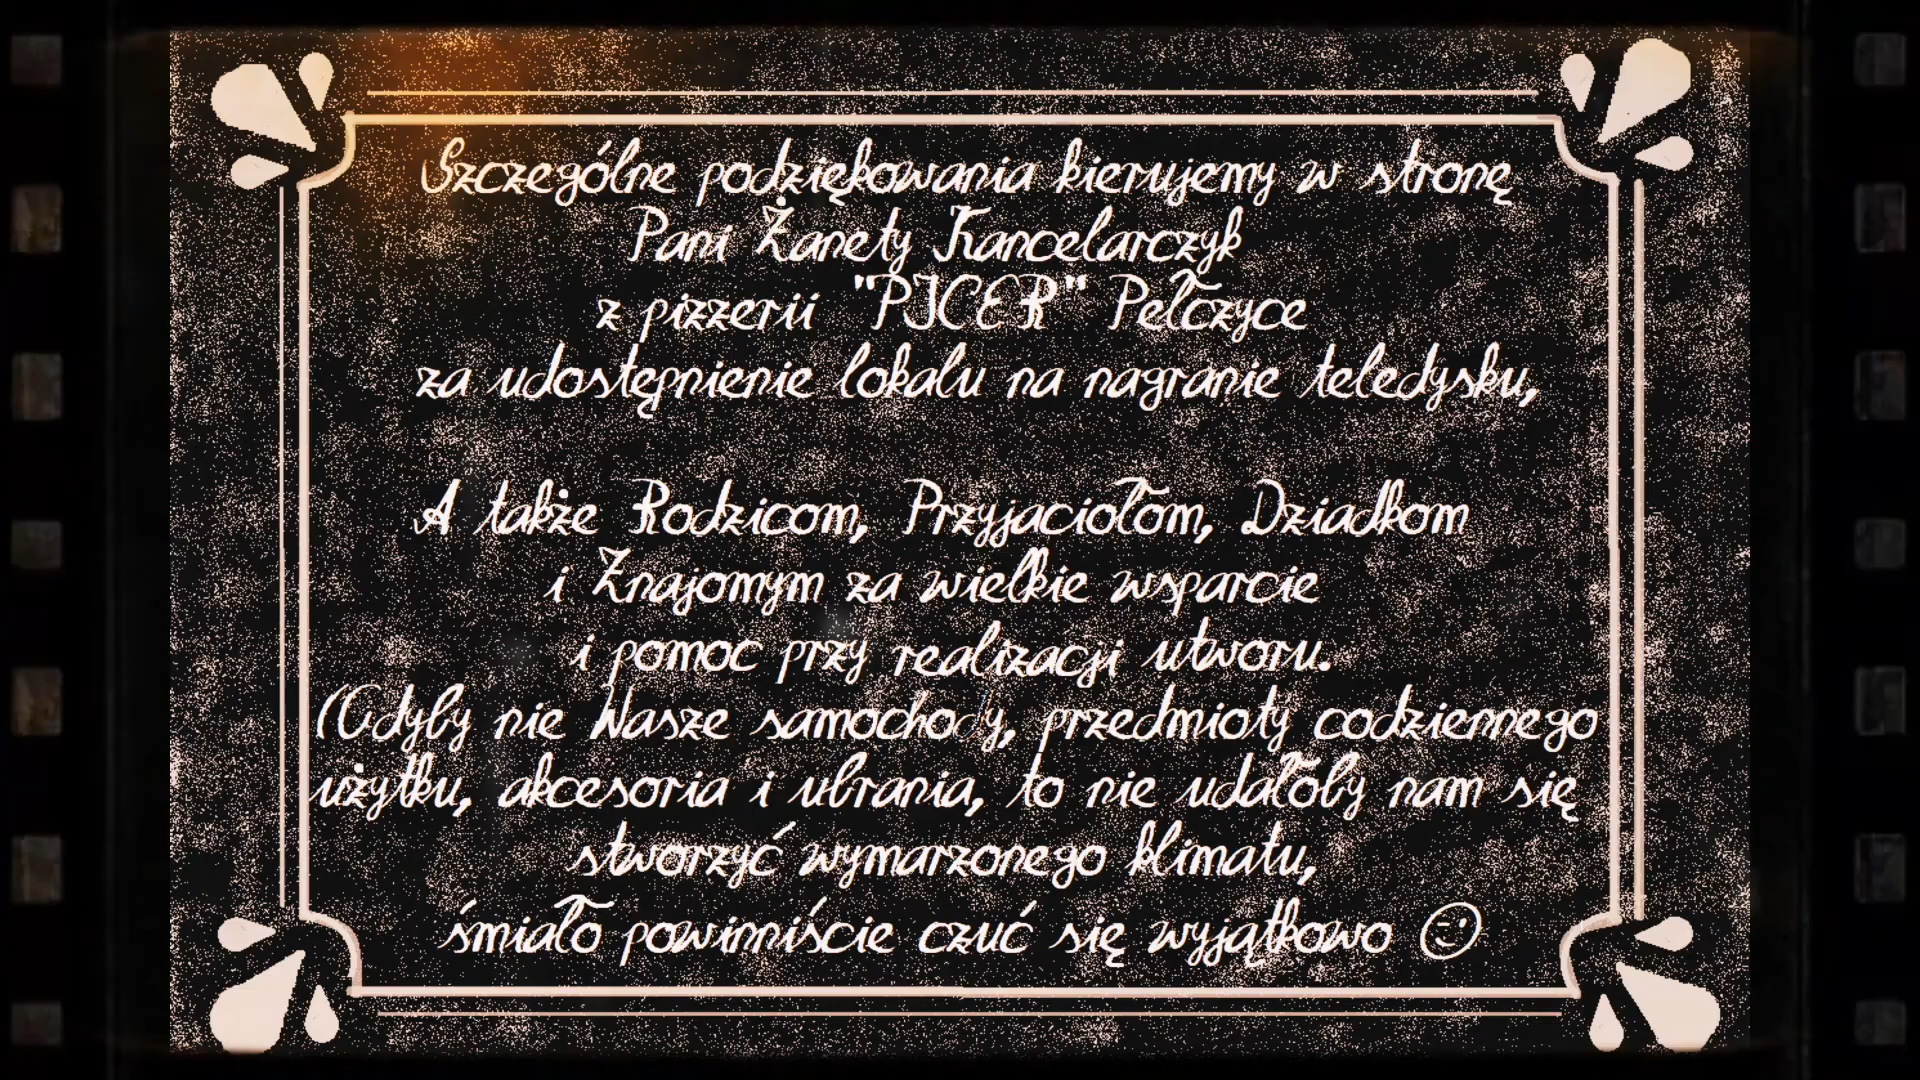 Szczególne podziękowania kierujemy w stronę
Pani Żanety Kancelarczyk
z pizzerii "PICER" Pełczyce
za udostępnienie lokalu na nagranie teledysku,
A także Rodzicom, Przyjaciołom, Dziadkom
i Znajomym za wielkie wsparcie
i pomoc przy realizacji utworu.
(Gdyby nie Wasze samochody, przedmioty codziennego
użytku, akcesoria i ubrania, to nie udałoby nam się
stworzyć wymarzonego klimatu,
śmiało powinniście czuć się wyjątkowo 😉